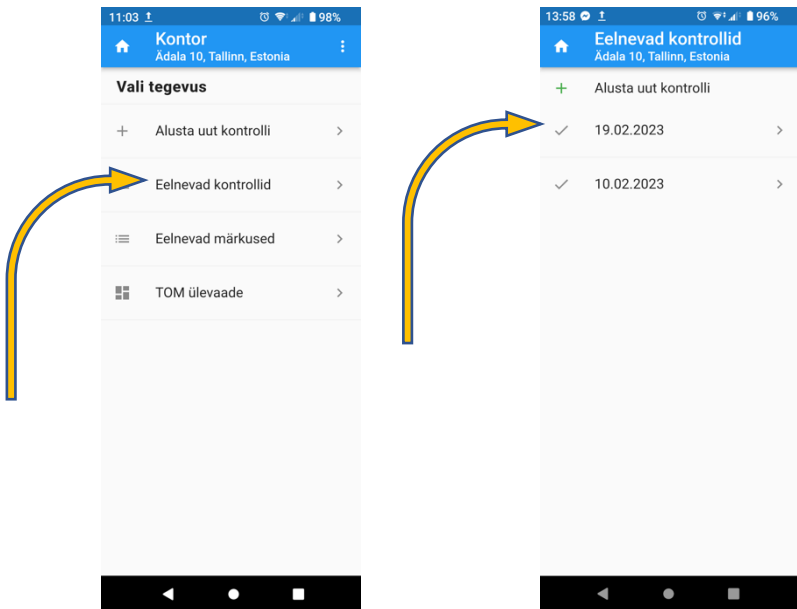 11:03 98%
Kontor
Ädala 10, Tallinn, Estonia
Vali tegevus
Alusta uut kontrolli
Eelnevad kontrollid
Eelnevad märkused
TOM ülevaade
13:58 96%
Eelnevad kontrollid
Ädala 10, Tallinn, Estonia
Alusta uut kontrolli
19.02.2023
10.02.2023